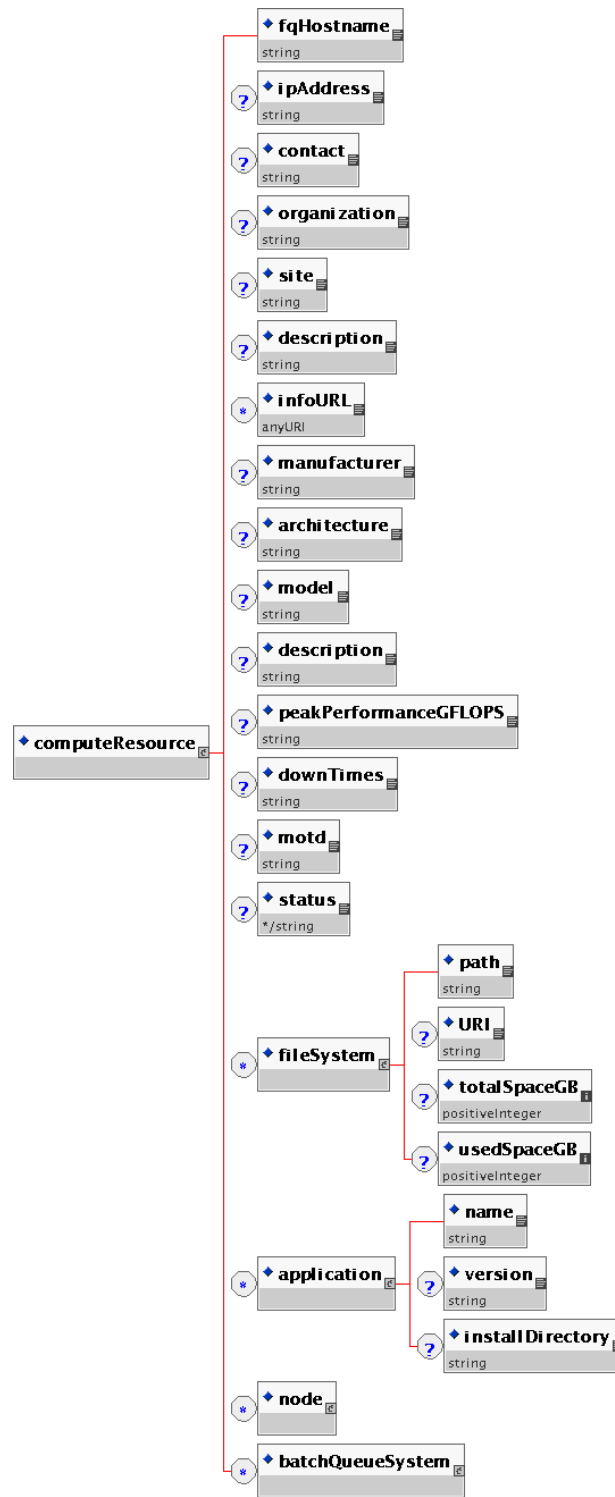 fqHostname
string
? ipAddress
string
? contact
string
? organization
string
? site
string
? description
string
* infoURL
anyURI
? manufacturer
string
? architecture
string
? model
string
? description
string
? peakPerformanceGFLOPS
string
computeResource
? downTimes
string
? motd
string
? status
*/string
path
string
? URI
string
* fileSystem
? totalSpaceGB
positiveInteger
? usedSpaceGB
positiveInteger
name
string
* application
? version
string
? installDirectory
string
* node
* batchQueueSystem